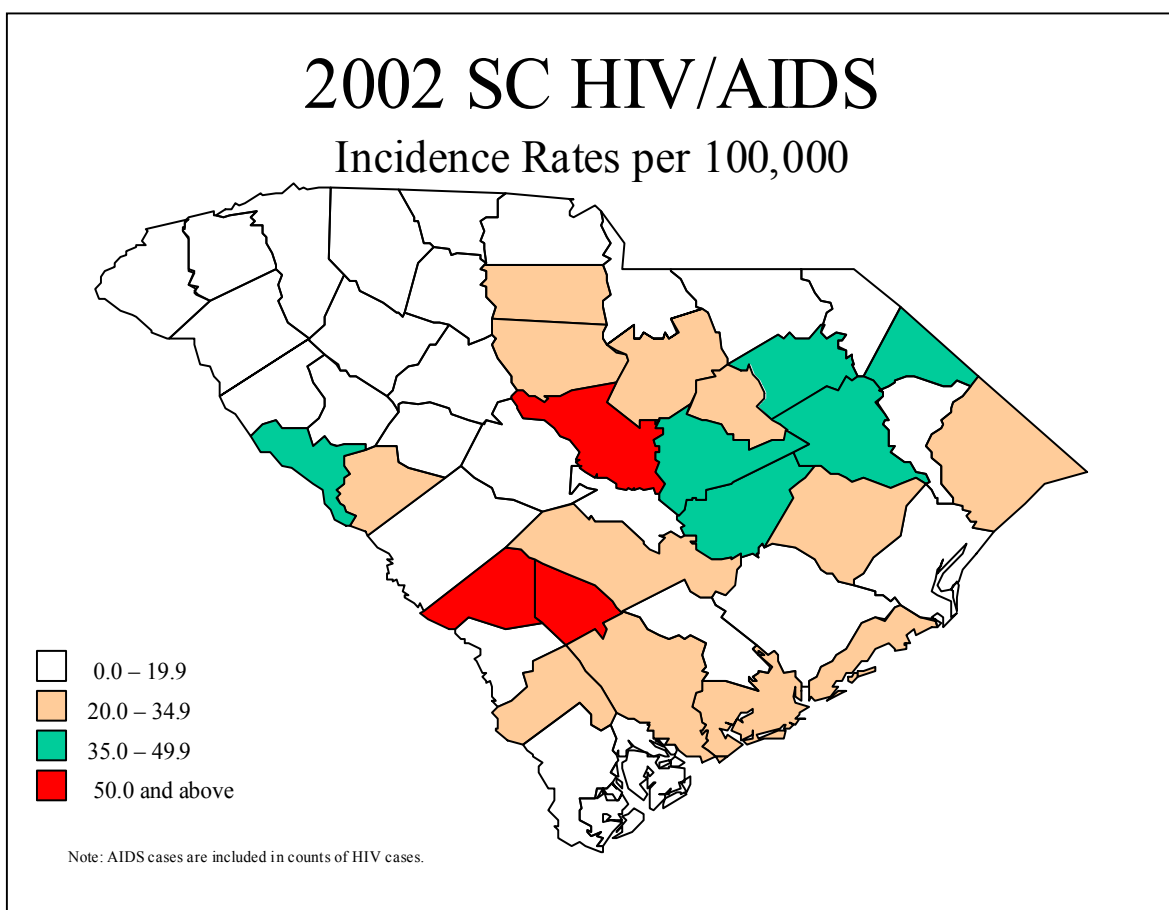 2002 SC HIV/AIDS
Incidence Rates per 100,000
0.0 – 19.9
20.0 – 34.9
35.0 – 49.9
50.0 and above
Note: AIDS cases are included in counts of HIV cases.